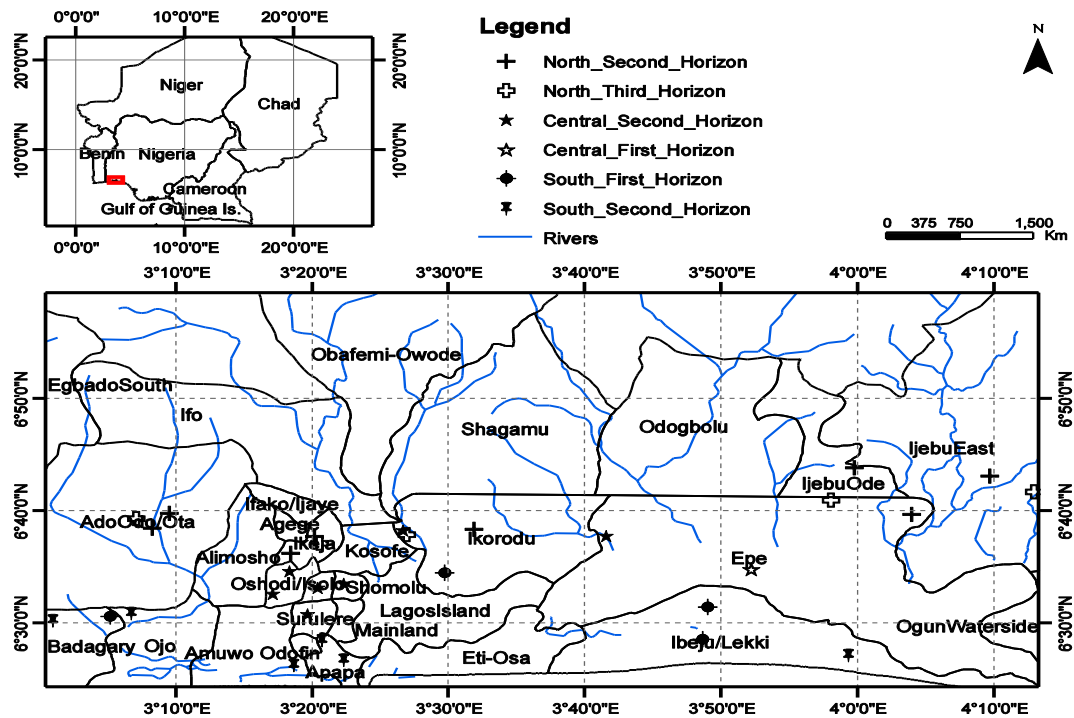 0°0'0" 10°0'0"E 20°0'0"E
Legend
N
20°0'0"N
20°0'0"N
Niger
Chad
North_Second_Horizon
North_Third_Horizon
Central_Second_Horizon
10°0'0"N
10°0'0"N
Benin
Nigeria
Central_First_Horizon
South_First_Horizon
Cameroon
Gulf of Guinea Is.
South_Second_Horizon
Rivers
0 375 750 1,500
Km
0°0'0" 10°0'0"E 20°0'0"E
3°10'0"E 3°20'0"E 3°30'0"E 3°40'0"E 3°50'0"E 4°0'0"E 4°10'0"E
Obafemi-Owode
EgbadoSouth
6°50'0"N
6°50'0"N
Ifo
Shagamu
Odogbolu
IjebuEast
IjebuOde
6°40'0"N
6°40'0"N
Ifako/Ijaye
AdoOdo/Ota
Agege
Ikeja
Ikorodu
Kosofe
Alimosho
Epe
Oshodi/Isolo
Shomolu
LagosIsland
Surulere
Mainland
6°30'0"N
6°30'0"N
OgunWaterside
Badagary
Ojo
Amuwo Odofin
Ibeju/Lekki
Eti-Osa
Apapa
3°10'0"E 3°20'0"E 3°30'0"E 3°40'0"E 3°50'0"E 4°0'0"E 4°10'0"E